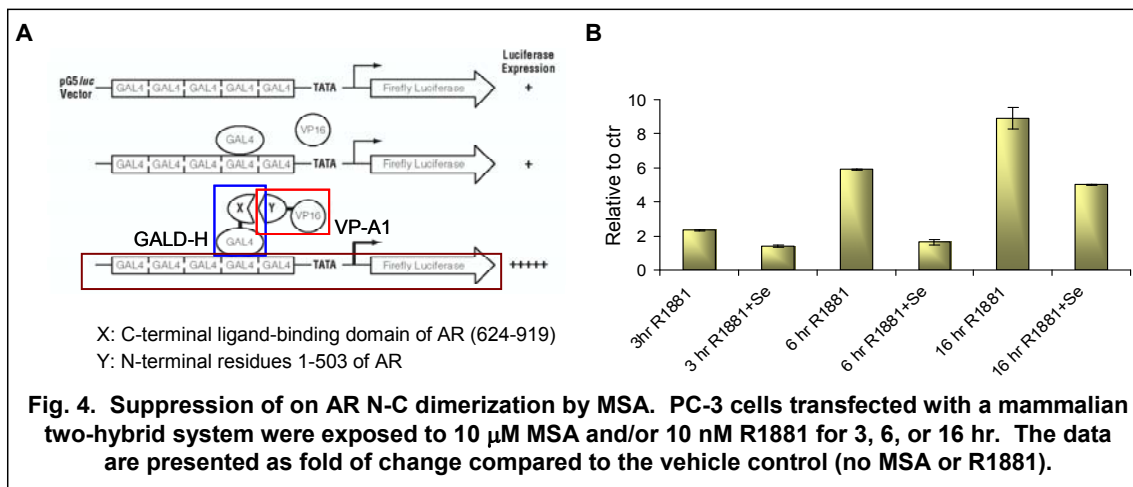 A
pG5luc
Vector
GAL4 GAL4 GAL4 GAL4 GAL4
TATA
Firefly Luciferase
Luciferase
Expression
+
GAL4
VP16
GAL4 GAL4 GAL4 GAL4 GAL4
TATA
Firefly Luciferase
+
X
Y
VP16
GALD-H
GAL4
VP-A1
GAL4 GAL4 GAL4 GAL4 GAL4
TATA
Firefly Luciferase
+++++
X: C-terminal ligand-binding domain of AR (624-919)
Y: N-terminal residues 1-503 of AR
B
Relative to ctr
10
8
6
4
2
0
3hr R1881
3 hr R1881+Se
6 hr R1881
6 hr R1881+Se
16 hr R1881
16 hr R1881+Se
Fig. 4. Suppression of on AR N-C dimerization by MSA. PC-3 cells transfected with a mammalian
two-hybrid system were exposed to 10 μM MSA and/or 10 nM R1881 for 3, 6, or 16 hr. The data
are presented as fold of change compared to the vehicle control (no MSA or R1881).